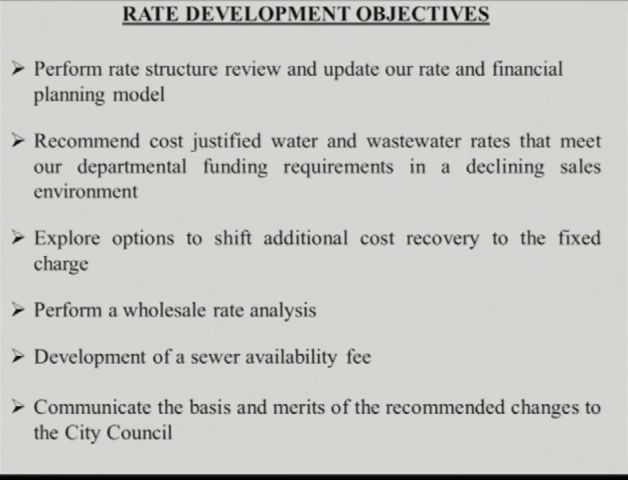 RATE DEVELOPMENT OBJECTIVES
➢ Perform rate structure review and update our rate and financial
planning model
➢ Recommend cost justified water and wastewater rates that meet
our departmental funding requirements in a declining sales
environment
➢ Explore options to shift additional cost recovery to the fixed
charge
➢ Perform a wholesale rate analysis
➢ Development of a sewer availability fee
➢ Communicate the basis and merits of the recommended changes to
the City Council